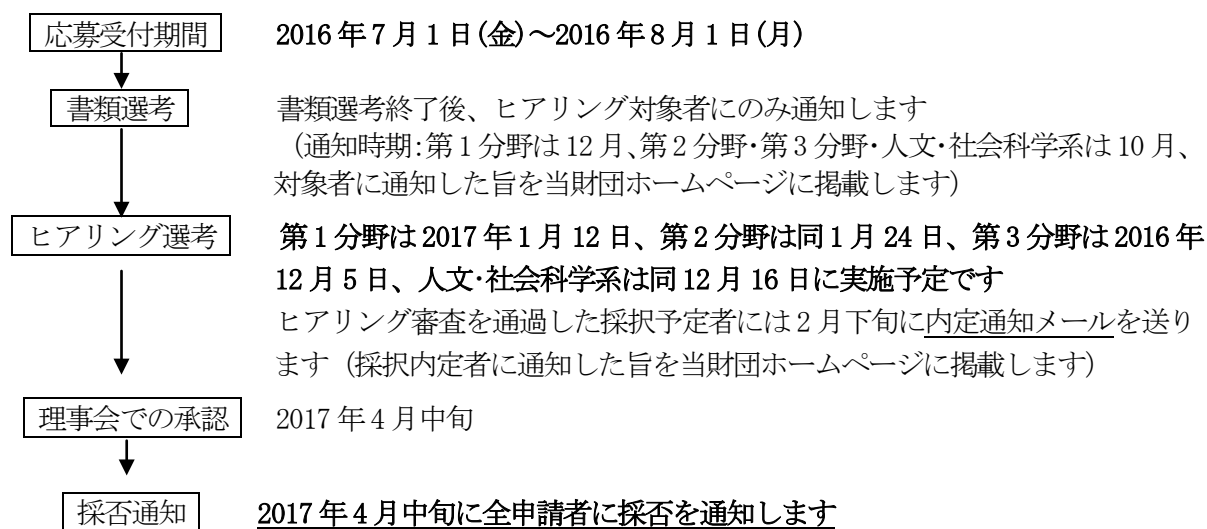 応募受付期間 2016年7月1日(金)～2016年8月1日(月)
書類選考 書類選考終了後、ヒアリング対象者にのみ通知します
（通知時期：第1分野は12月、第2分野・第3分野・人文・社会科学系は10月、
対象者に通知した旨を当財団ホームページに掲載します）
ヒアリング選考 第1分野は2017年1月12日、第2分野は同1月24日、第3分野は2016年
12月5日、人文・社会科学系は同12月16日に実施予定です
ヒアリング審査を通過した採択予定者には2月下旬に内定通知メールを送り
ます（採択内定者に通知した旨を当財団ホームページに掲載します）
理事会での承認 2017年4月中旬
採否通知 2017年4月中旬に全申請者に採否を通知します